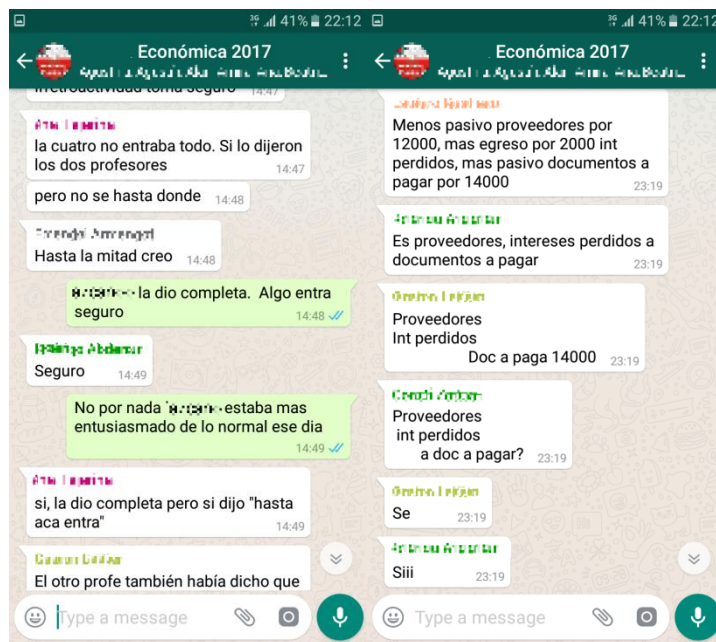 3G 41% 22:12
Económica 2017
irretroactividad toma seguro 14:47
la cuatro no entraba todo. Si lo dijeron
los dos profesores
14:47
pero no se hasta donde 14:48
Hasta la mitad creo 14:48
la dio completa. Algo entra
seguro
14:48
Seguro 14:49
No por nada estaba mas
entusiasmado de lo normal ese dia
14:49
si, la dio completa pero si dijo "hasta
aca entra"
14:49
El otro profe también había dicho que
Type a message
3G 41% 22:12
Económica 2017
Menos pasivo proveedores por
12000, mas egreso por 2000 int
perdidos, mas pasivo documentos a
pagar por 14000
23:19
Es proveedores, intereses perdidos a
documentos a pagar
23:19
Proveedores
Int perdidos
Doc a paga 14000 23:19
Proveedores
int perdidos
a doc a pagar? 23:19
Se 23:19
Siii 23:19
Type a message